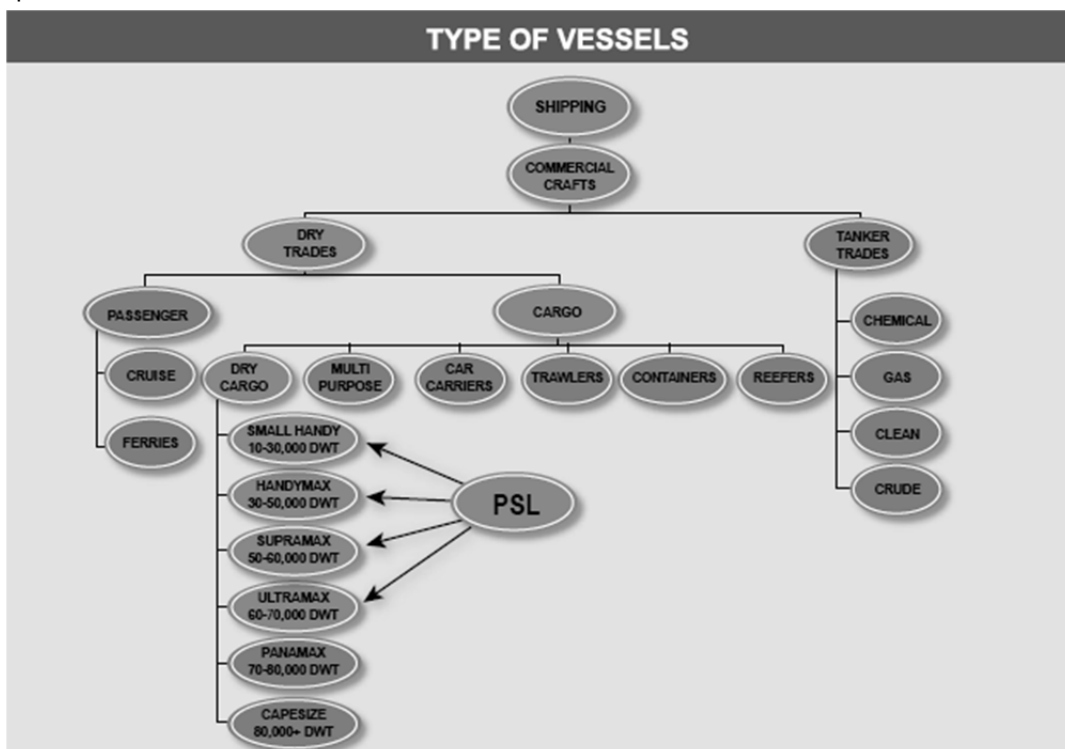 TYPE OF VESSELS
SHIPPING
COMMERCIAL
CRAFTS
DRY
TRADES
TANKER
TRADES
PASSENGER
CARGO
CHEMICAL
CRUISE
DRY
CARGO
MULTI
PURPOSE
CAR
CARRIERS
TRAWLERS
CONTAINERS
REEFERS
GAS
FERRIES
SMALL HANDY
10-30,000 DWT
CLEAN
HANDYMAX
30-50,000 DWT
PSL
CRUDE
SUPRAMAX
50-60,000 DWT
ULTRAMAX
60-70,000 DWT
PANAMAX
70-80,000 DWT
CAPESIZE
80,000+ DWT